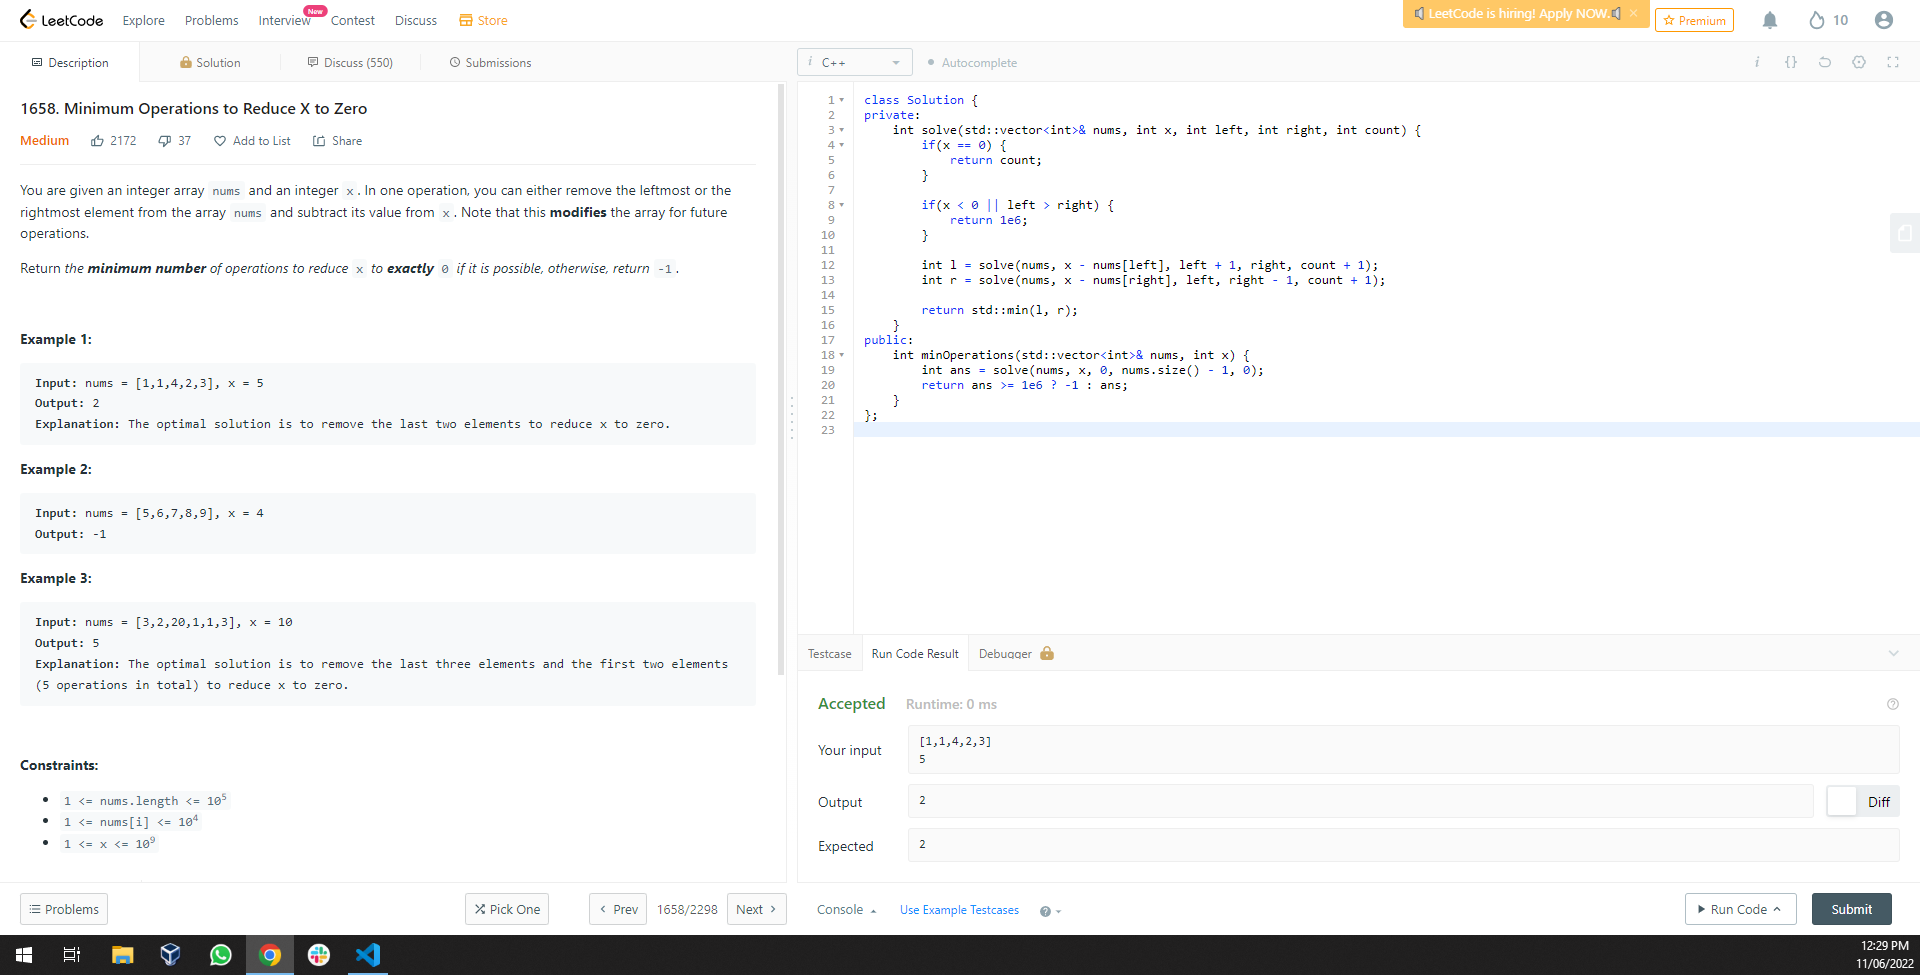 LeetCode
Explore
Problems
Interview
New
Contest
Discuss
Store
LeetCode is hiring! Apply NOW.
Premium
10
Description
Solution
Discuss (550)
Submissions
i C++
Autocomplete
1658. Minimum Operations to Reduce X to Zero
Medium
2172
37
Add to List
Share
You are given an integer array nums and an integer x. In one operation, you can either remove the leftmost or the
rightmost element from the array nums and subtract its value from x. Note that this modifies the array for future
operations.
Return the minimum number of operations to reduce x to exactly 0 if it is possible, otherwise, return -1.
Example 1:
Input: nums = [1,1,4,2,3], x = 5
Output: 2
Explanation: The optimal solution is to remove the last two elements to reduce x to zero.
Example 2:
Input: nums = [5,6,7,8,9], x = 4
Output: -1
Example 3:
Input: nums = [3,2,20,1,1,3], x = 10
Output: 5
Explanation: The optimal solution is to remove the last three elements and the first two elements
(5 operations in total) to reduce x to zero.
Constraints:
1 <= nums.length <= 10⁵
1 <= nums[i] <= 10⁴
1 <= x <= 10⁹
Problems
Pick One
Prev
1658/2298
Next
1 class Solution {
2 private:
3     int solve(std::vector<int>& nums, int x, int left, int right, int count) {
4         if(x == 0) {
5             return count;
6         }
7
8         if(x < 0 || left > right) {
9             return 1e6;
10         }
11
12         int l = solve(nums, x - nums[left], left + 1, right, count + 1);
13         int r = solve(nums, x - nums[right], left, right - 1, count + 1);
14
15         return std::min(l, r);
16     }
17 public:
18     int minOperations(std::vector<int>& nums, int x) {
19         int ans = solve(nums, x, 0, nums.size() - 1, 0);
20         return ans >= 1e6 ? -1 : ans;
21     }
22 };
23
Testcase
Run Code Result
Debugger
Accepted
Runtime: 0 ms
Your input
[1,1,4,2,3]
5
Output
2
Diff
Expected
2
Console
Use Example Testcases
Run Code
Submit
12:29 PM
11/06/2022